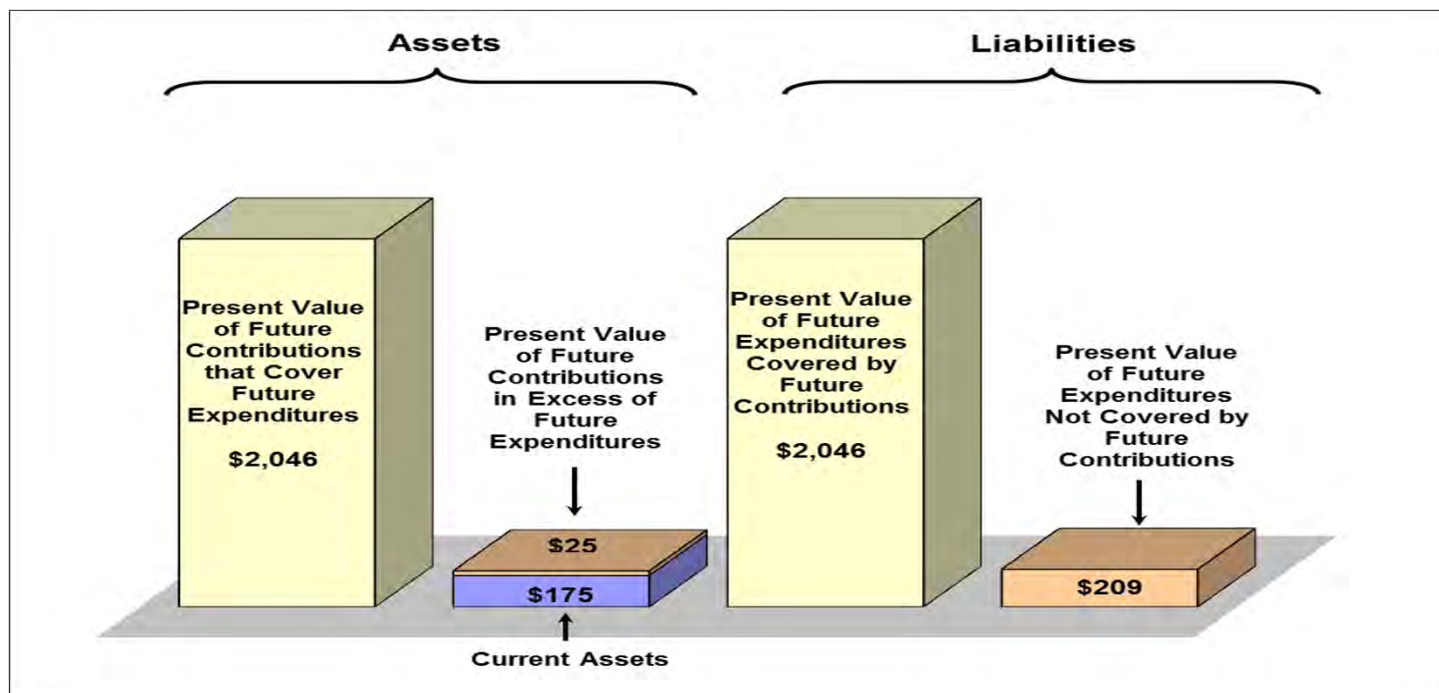 Assets
Liabilities
Present Value
of Future
Contributions
that Cover
Future
Expenditures
$2,046
Present Value
of Future
Contributions
in Excess of
Future
Expenditures
$25
$175
Current Assets
Present Value
of Future
Expenditures
Covered by
Future
Contributions
$2,046
Present Value
of Future
Expenditures
Not Covered by
Future
Contributions
$209